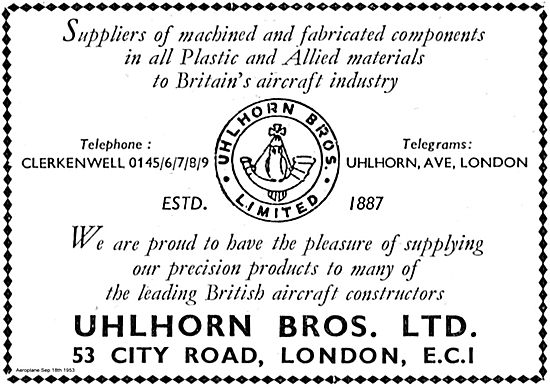 Suppliers of machined and fabricated components
in all Plastic and Allied materials
to Britain's aircraft industry
Telephone :
CLERKENWELL 0145/6/7/8/9
UHLHORN BROS.
• LIMITED •
Telegrams:
UHLHORN, AVE, LONDON
ESTD. 1887
We are proud to have the pleasure of supplying
our precision products to many of
the leading British aircraft constructors
UHLHORN BROS. LTD.
53 CITY ROAD, LONDON, E.C.1
Aeroplane Sep 18th 1953